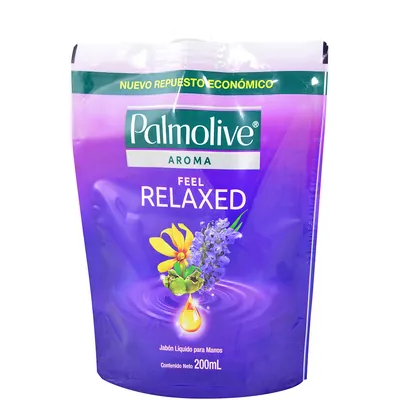 NUEVO REPUESTO ECONÓMICO
Palmolive®
AROMA
FEEL
RELAXED
Jabón Líquido para Manos
Contenido Neto 200mL